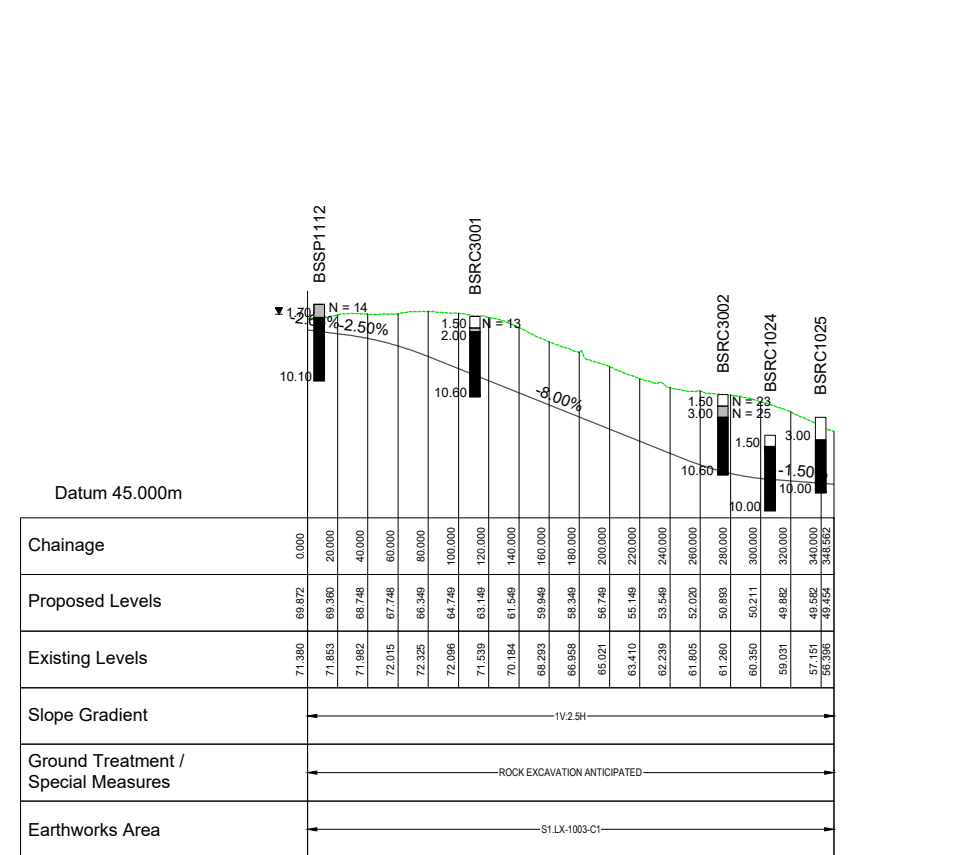 BSSP1112
BSRC3001
BSRC3002
BSRC1024
BSRC1025
N = 14
-2.50%
10.10
1.50
N = 13
2.00
10.60
-8.00%
1.50
N = 23
3.00
N = 25
10.60
1.50
10.00
3.00
-1.50
10.00
Datum 45.000m
Chainage
0.000 20.000 40.000 60.000 80.000 100.000 120.000 140.000 160.000 180.000 200.000 220.000 240.000 260.000 280.000 300.000 320.000 340.000 348.562
Proposed Levels
69.872 69.360 68.748 67.748 66.349 64.749 63.149 61.549 59.949 58.349 56.749 55.149 53.549 52.020 50.893 50.211 49.882 49.582 49.454
Existing Levels
71.380 71.853 71.982 72.015 72.325 72.096 71.539 70.184 68.293 66.958 65.021 63.410 62.239 61.805 61.260 60.350 59.031 57.151 56.396
Slope Gradient
1V:2.5H
Ground Treatment /
Special Measures
ROCK EXCAVATION ANTICIPATED
Earthworks Area
S1.LX-1003-C1